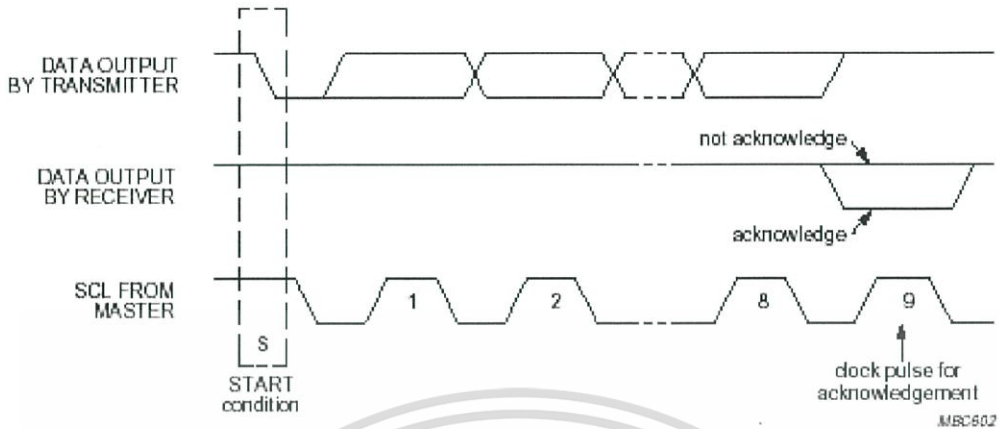 DATA OUTPUT
BY TRANSMITTER
not acknowledge
DATA OUTPUT
BY RECEIVER
acknowledge
SCL FROM
MASTER
1
2
8
9
S
START
condition
clock pulse for
acknowledgement
MBC602